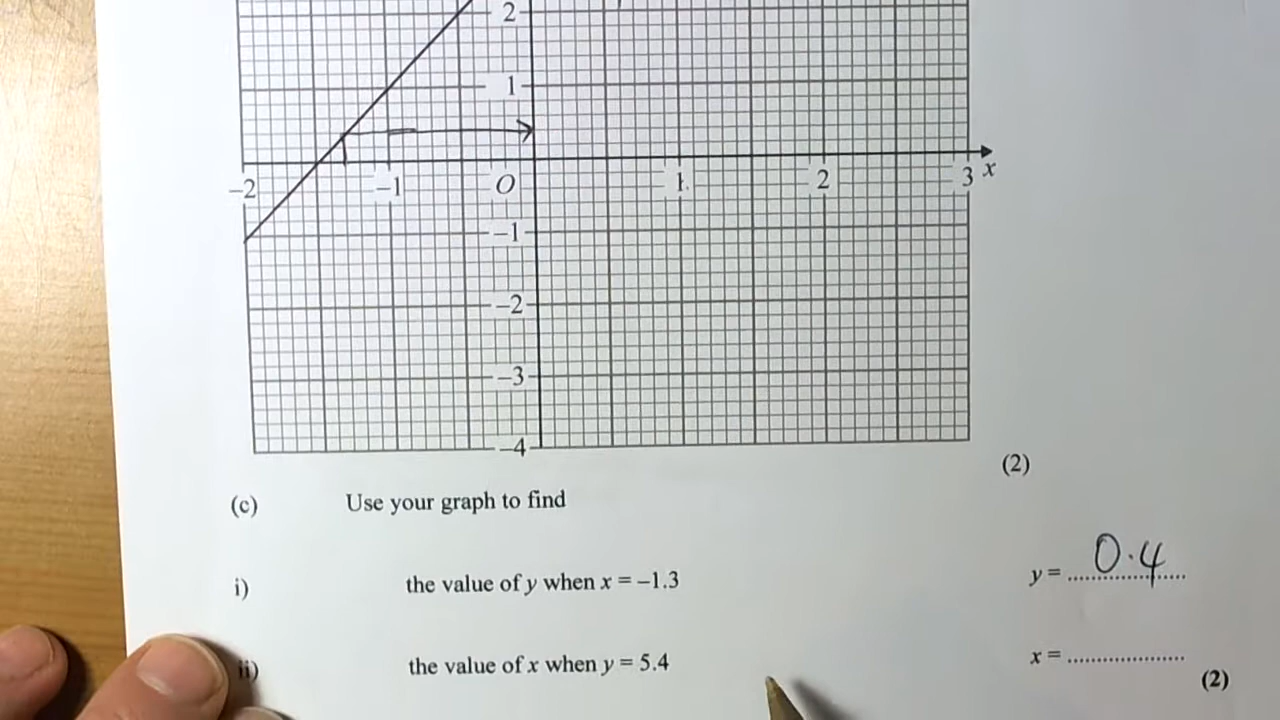 2
1
-2 -1 O 1 2 3 x
-1
-2
-3
-4
(2)
(c) Use your graph to find
i) the value of y when x = -1.3 y = .................... 0.4
ii) the value of x when y = 5.4 x = ....................
(2)